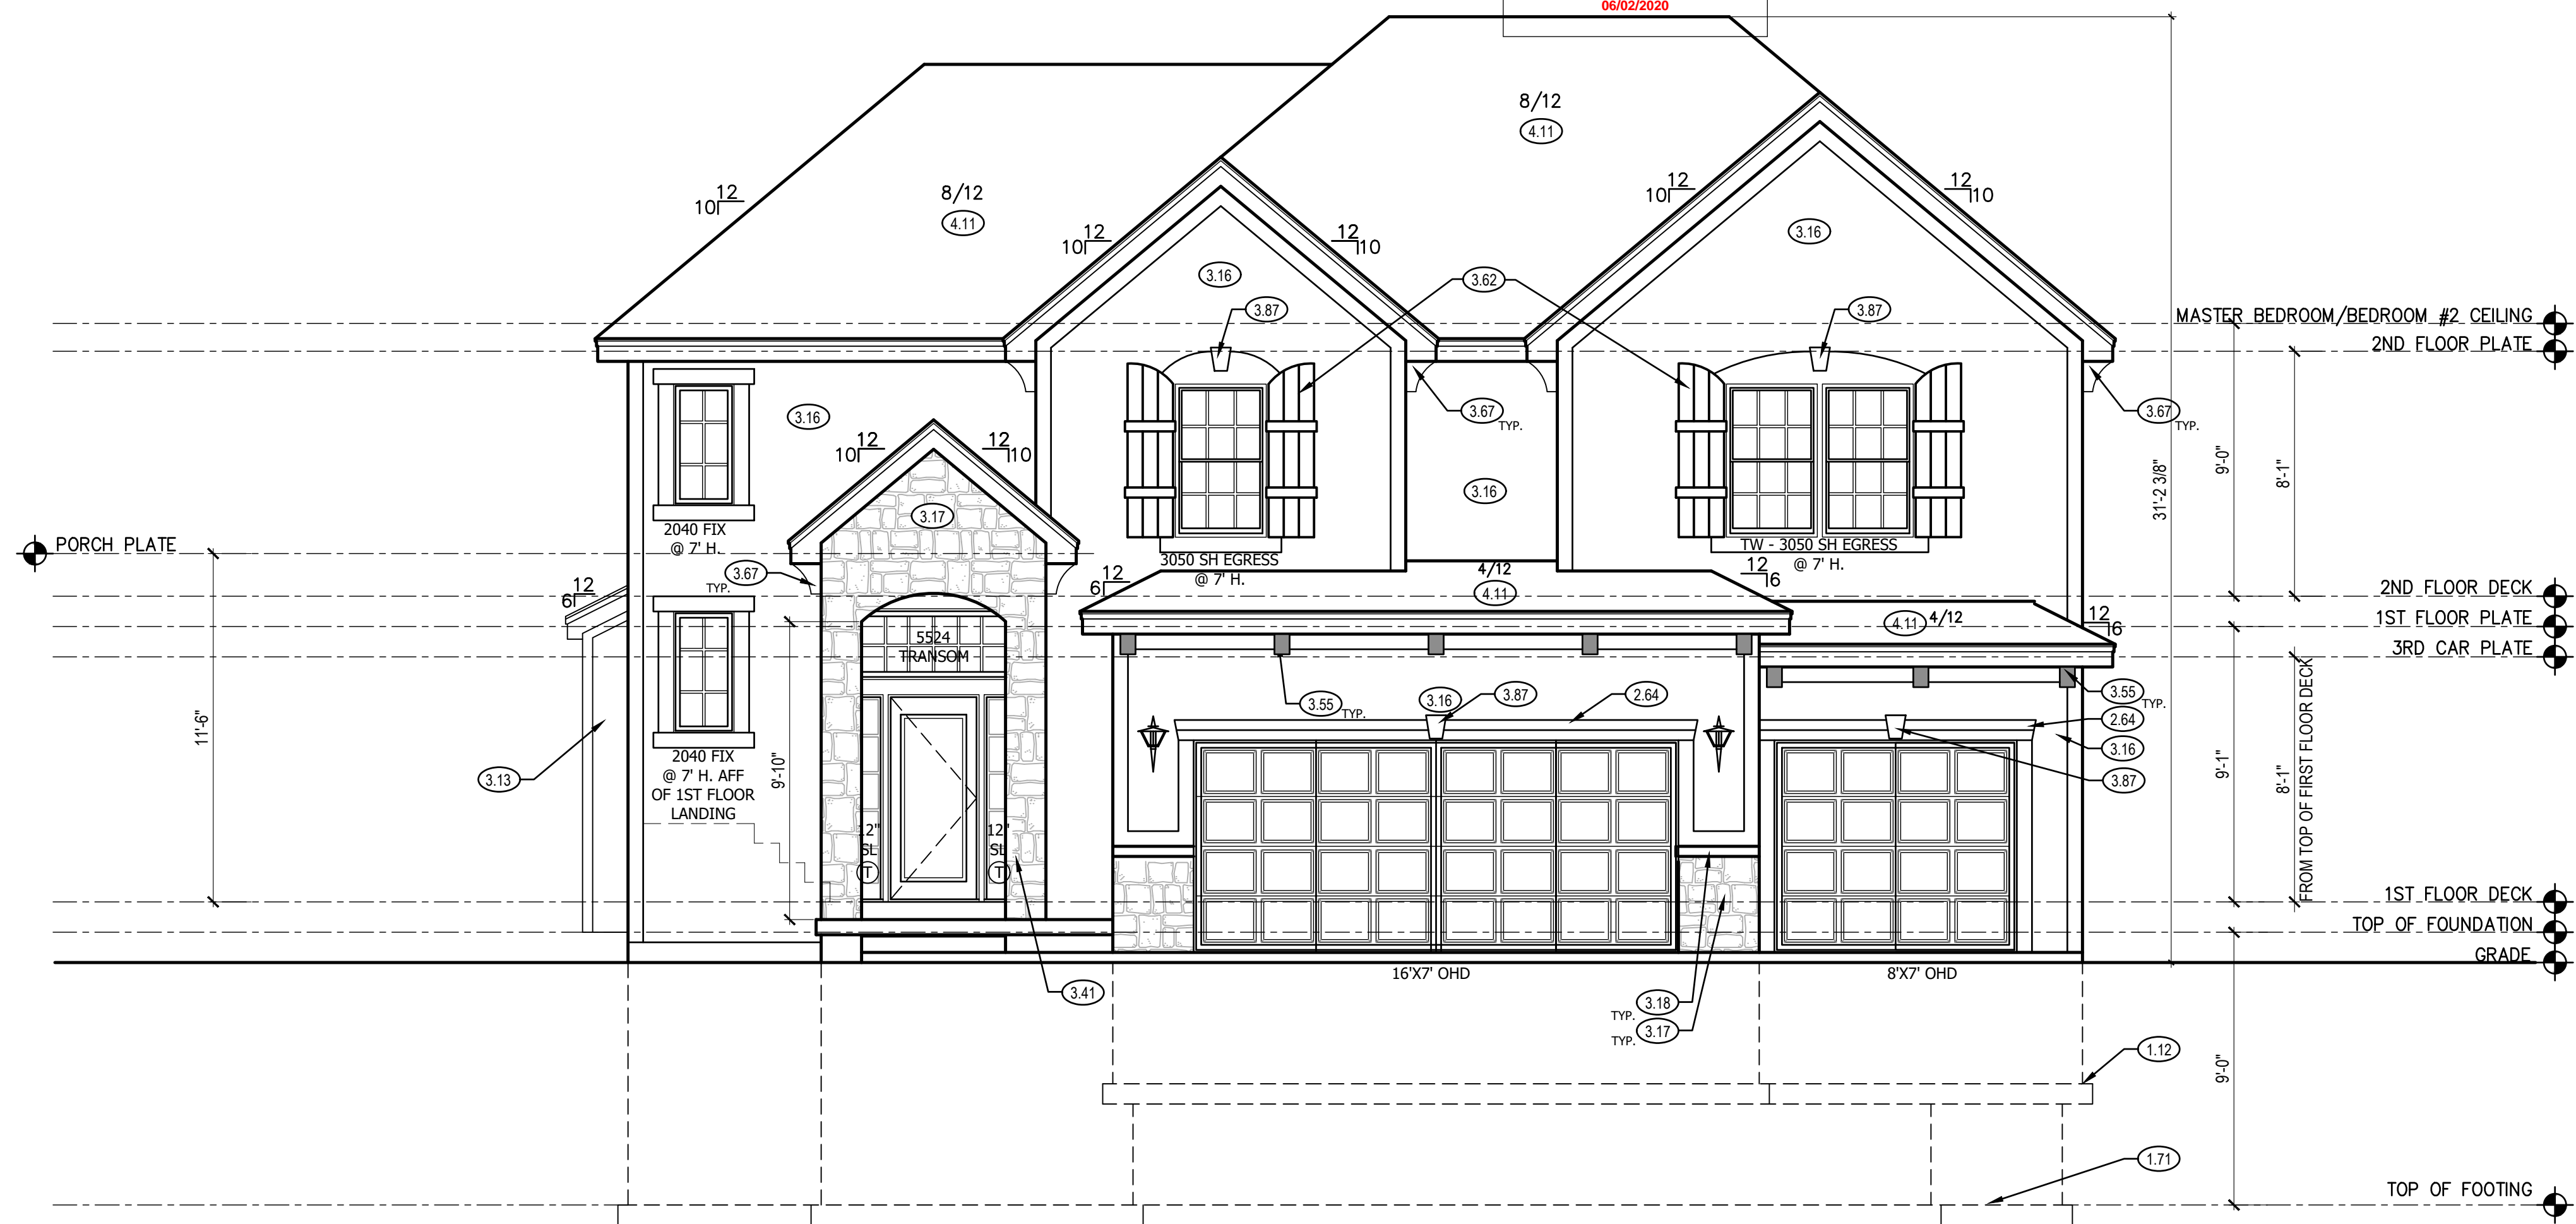 06/02/2020
8/12
4.11
8/12
4.11
12
10
12
10
12
10
12
10
12
10
3.16
3.16
3.62
3.87
3.87
MASTER BEDROOM/BEDROOM #2 CEILING
2ND FLOOR PLATE
3.16
3.67
TYP.
3.67
TYP.
12
10
12
10
3.16
3.17
31'-2 3/8"
9'-0"
8'-1"
2040 FIX
@ 7' H.
PORCH PLATE
3050 SH EGRESS
@ 7' H.
TW - 3050 SH EGRESS
@ 7' H.
3.67
TYP.
12
6
12
6
4/12
4.11
12
6
2ND FLOOR DECK
4.11
4/12
12
6
1ST FLOOR PLATE
3RD CAR PLATE
5524
TRANSOM
3.55
TYP.
3.16
3.87
2.64
3.55
TYP.
2.64
3.16
3.87
11'-6"
9'-10"
9'-1"
8'-1"
FROM TOP OF FIRST FLOOR DECK
3.13
2040 FIX
@ 7' H. AFF
OF 1ST FLOOR
LANDING
12"
SL
T
12"
SL
T
1ST FLOOR DECK
TOP OF FOUNDATION
GRADE
16'X7' OHD
8'X7' OHD
3.41
3.18
TYP.
3.17
TYP.
1.12
9'-0"
1.71
TOP OF FOOTING